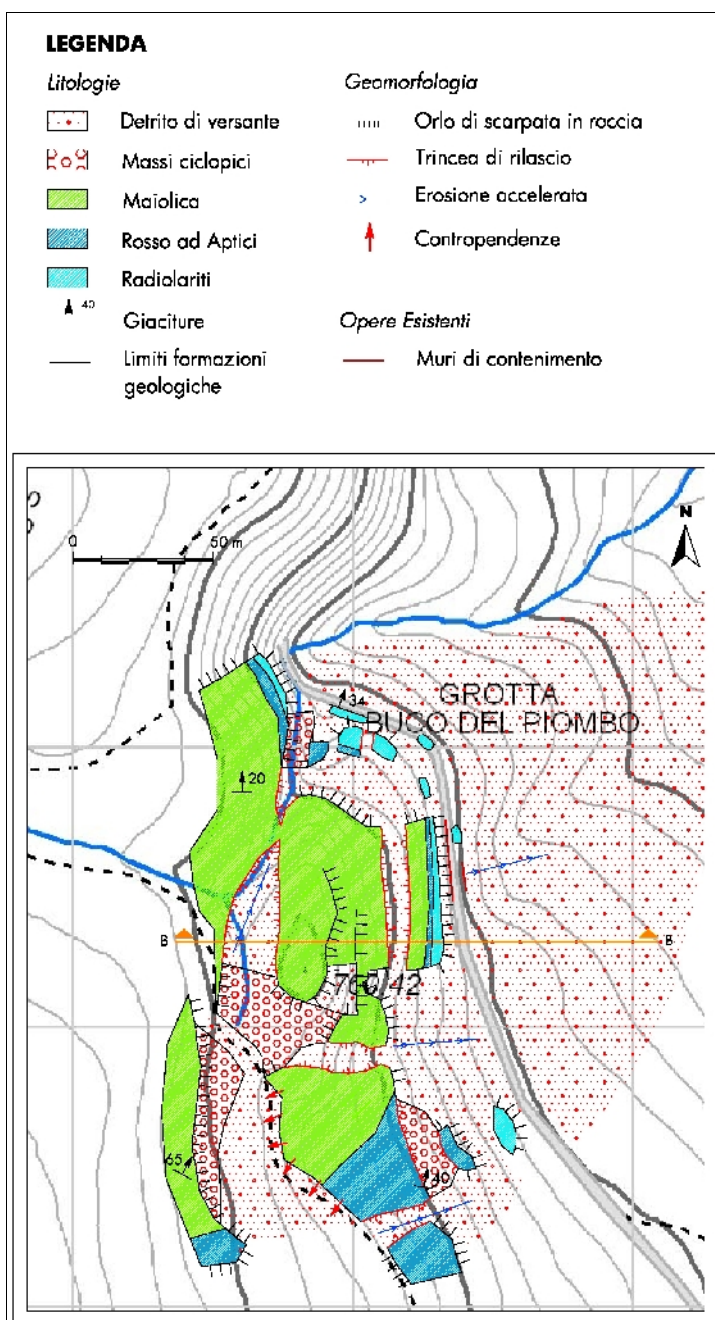 LEGENDA
Litologie
Detrito di versante
Massi ciclopici
Maiolica
Rosso ad Aptici
Radiolariti
40
Giaciture
Limiti formazioni
geologiche
Geomorfologia
Orlo di scarpata in roccia
Trincea di rilascio
Erosione accelerata
Contropendenze
Opere Esistenti
Muri di contenimento
N
0
50 m
34
GROTTA
BUCO DEL PIOMBO
20
B
B
65
40